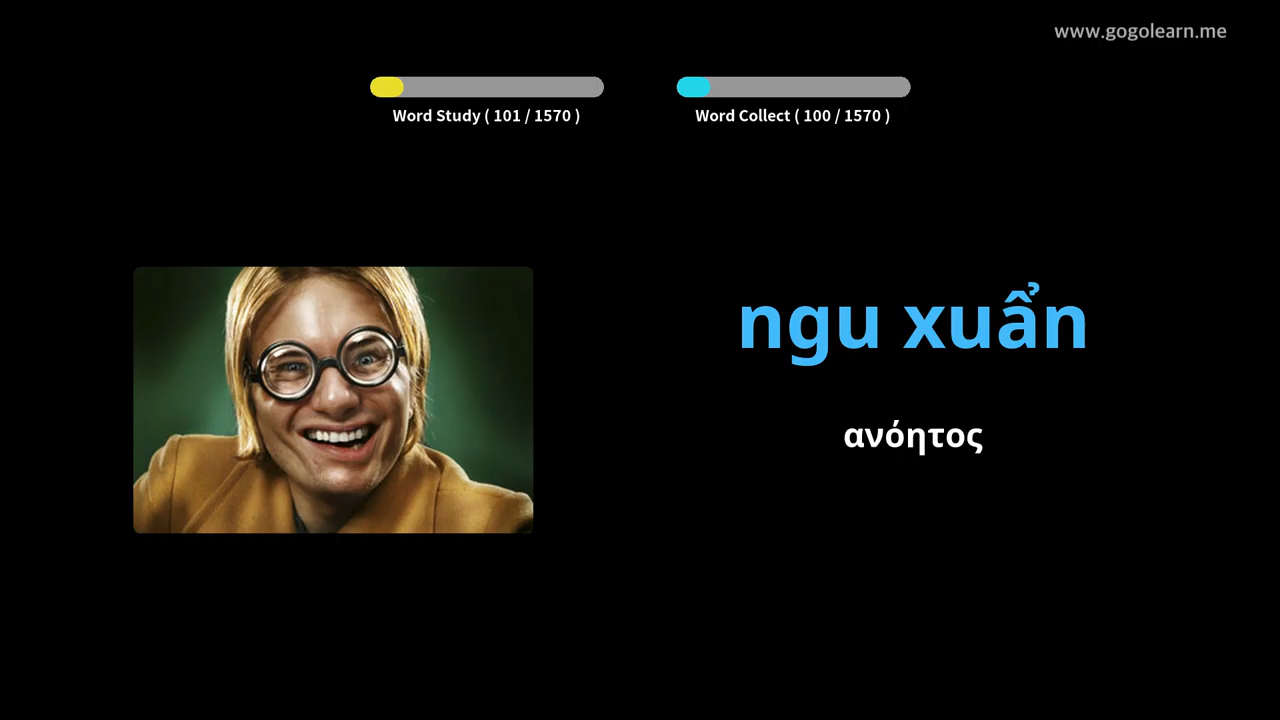 www.gogolearn.me
Word Study ( 101 / 1570 )
Word Collect ( 100 / 1570 )
ngu xuẩn
ανόητος